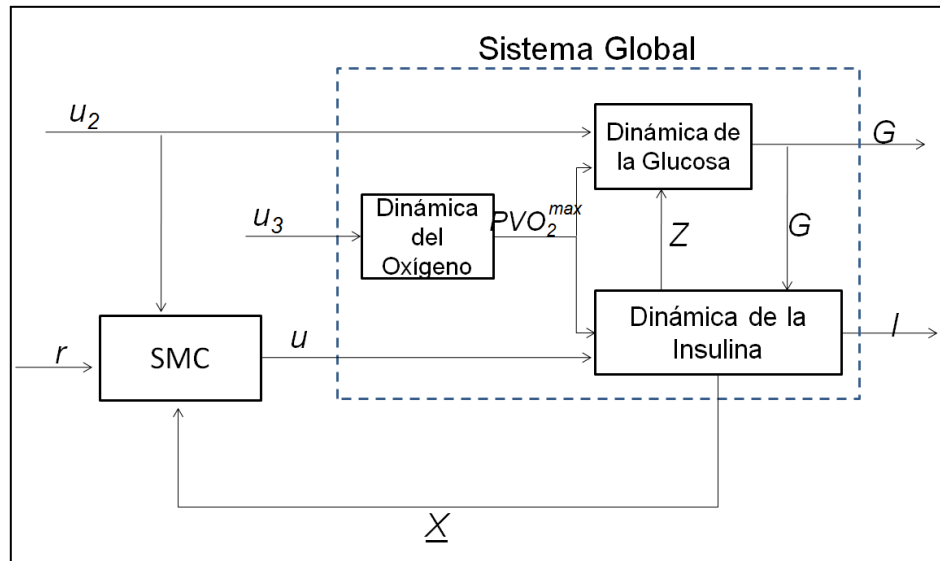 Sistema Global
u2
Dinámica de
la Glucosa
G
u3
Dinámica
del
Oxígeno
PVO2max
Z
G
r
SMC
u
Dinámica de la
Insulina
I
X